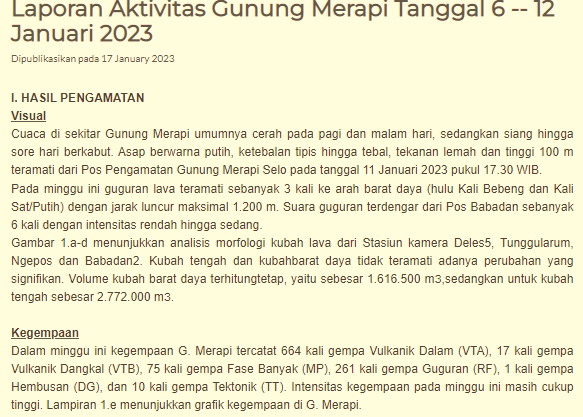 Laporan Aktivitas Gunung Merapi Tanggal 6 -- 12
Januari 2023
Dipublikasikan pada 17 January 2023
I. HASIL PENGAMATAN
Visual
Cuaca di sekitar Gunung Merapi umumnya cerah pada pagi dan malam hari, sedangkan siang hingga
sore hari berkabut. Asap berwarna putih, ketebalan tipis hingga tebal, tekanan lemah dan tinggi 100 m
teramati dari Pos Pengamatan Gunung Merapi Selo pada tanggal 11 Januari 2023 pukul 17.30 WIB.
Pada minggu ini guguran lava teramati sebanyak 3 kali ke arah barat daya (hulu Kali Bebeng dan Kali
Sat/Putih) dengan jarak luncur maksimal 1.200 m. Suara guguran terdengar dari Pos Babadan sebanyak
6 kali dengan intensitas rendah hingga sedang.
Gambar 1.a-d menunjukkan analisis morfologi kubah lava dari Stasiun kamera Deles5, Tunggularum,
Ngepos dan Babadan2. Kubah tengah dan kubahbarat daya tidak teramati adanya perubahan yang
signifikan. Volume kubah barat daya terhitungtetap, yaitu sebesar 1.616.500 m3,sedangkan untuk kubah
tengah sebesar 2.772.000 m3.
Kegempaan
Dalam minggu ini kegempaan G. Merapi tercatat 664 kali gempa Vulkanik Dalam (VTA), 17 kali gempa
Vulkanik Dangkal (VTB), 75 kali gempa Fase Banyak (MP), 261 kali gempa Guguran (RF), 1 kali gempa
Hembusan (DG), dan 10 kali gempa Tektonik (TT). Intensitas kegempaan pada minggu ini masih cukup
tinggi. Lampiran 1.e menunjukkan grafik kegempaan di G. Merapi.